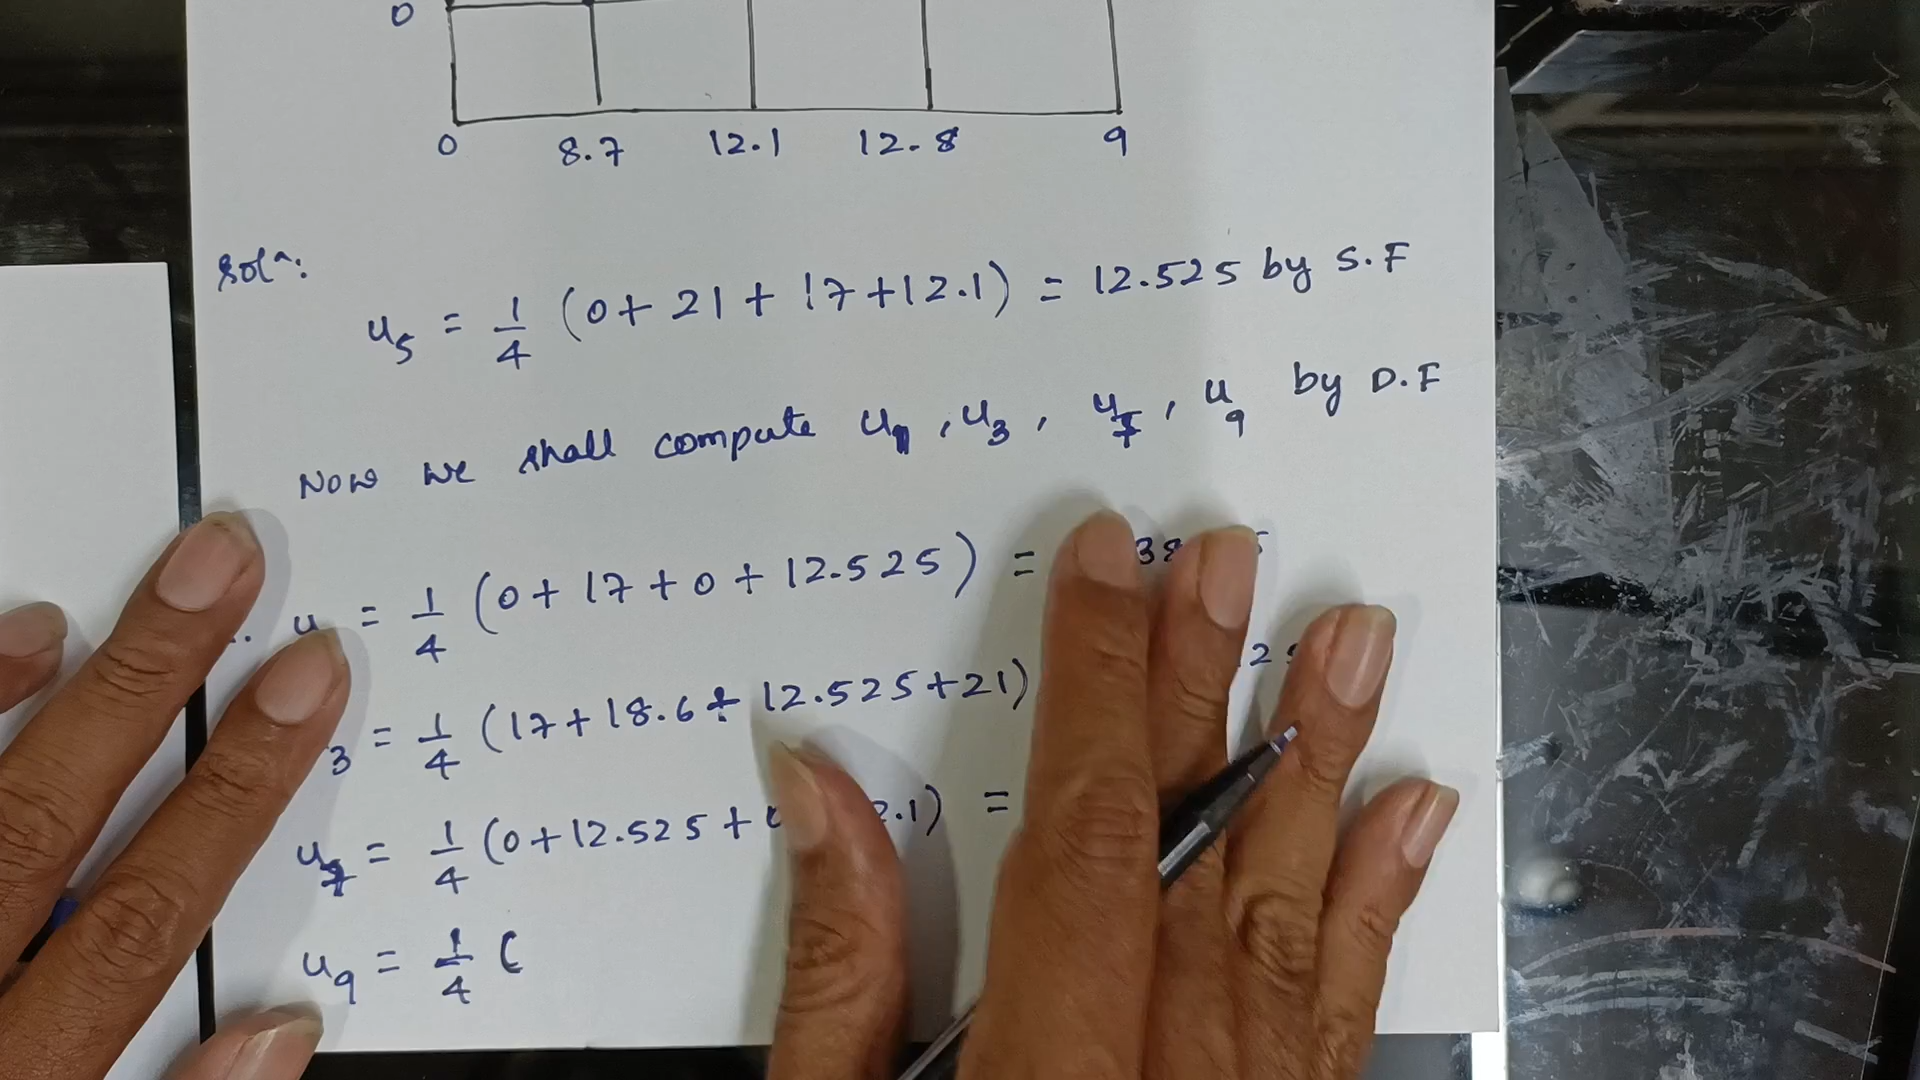 0
0 8.7 12.1 12.8 9
Soln:
u5 = 1/4 (0+ 21 + 17 +12.1) = 12.525 by S.F
Now we shall compute u1 , u3 , u7 , u9 by D.F
u = 1/4 (0+ 17 + 0 + 12.525) =
3 = 1/4 (17+ 18.6 + 12.525+21)
u7 = 1/4 (0+12.525 + 2.1) =
u9 = 1/4 (